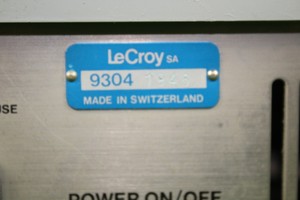 LeCroy SA
9304
MADE IN SWITZERLAND
USE
POWER ON/OFF